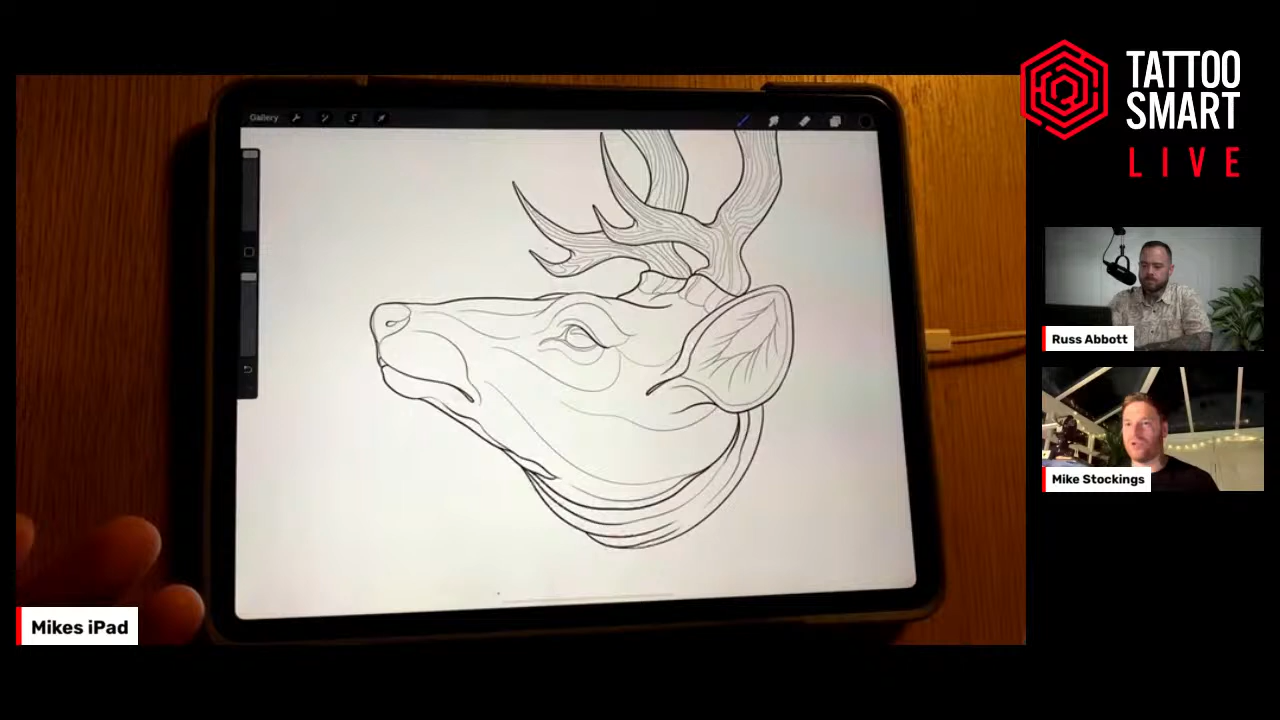 TATTOO
SMART
LIVE
Gallery
Russ Abbott
Mike Stockings
Mikes iPad